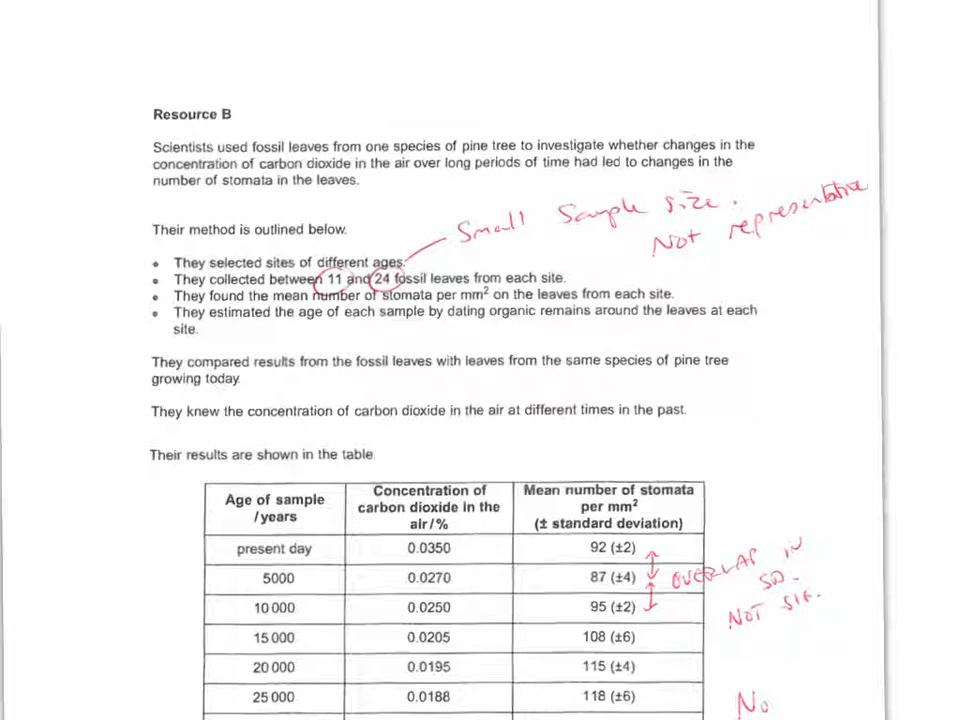 Resource B
Scientists used fossil leaves from one species of pine tree to investigate whether changes in the
concentration of carbon dioxide in the air over long periods of time had led to changes in the
number of stomata in the leaves.
Small Sample size.
Not representative
Their method is outlined below.
• They selected sites of different ages.
• They collected between 11 and 24 fossil leaves from each site.
• They found the mean number of stomata per mm² on the leaves from each site.
• They estimated the age of each sample by dating organic remains around the leaves at each
site.
They compared results from the fossil leaves with leaves from the same species of pine tree
growing today.
They knew the concentration of carbon dioxide in the air at different times in the past.
Their results are shown in the table.
Age of sample /years | Concentration of carbon dioxide in the air/% | Mean number of stomata per mm² (± standard deviation)
present day | 0.0350 | 92 (±2)
5000 | 0.0270 | 87 (±4)
10 000 | 0.0250 | 95 (±2)
15 000 | 0.0205 | 108 (±6)
20 000 | 0.0195 | 115 (±4)
25 000 | 0.0188 | 118 (±6)
OVERLAP IN
SD.
NOT SIG.
No